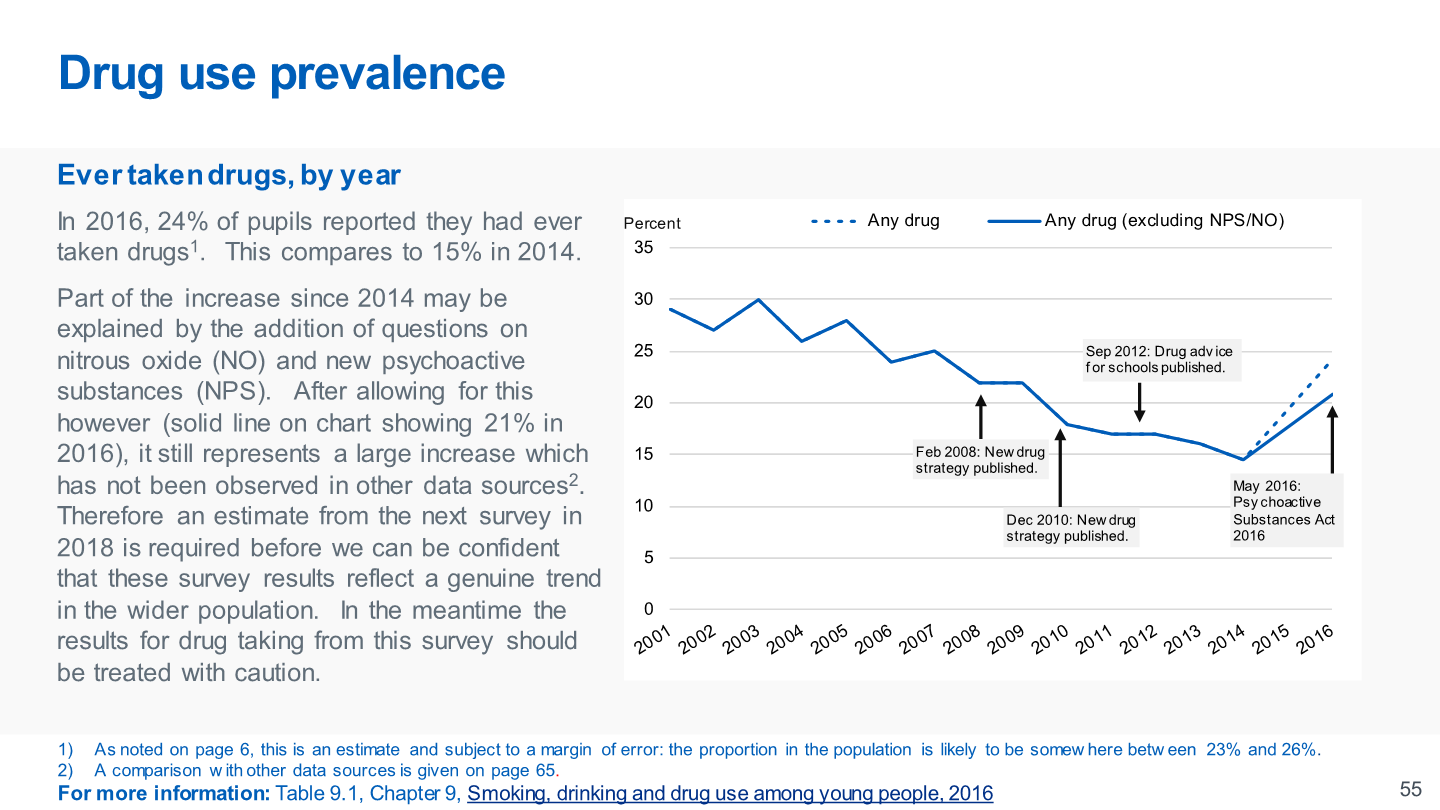 Drug use prevalence
Ever taken drugs, by year
In 2016, 24% of pupils reported they had ever
taken drugs1. This compares to 15% in 2014.
Part of the increase since 2014 may be
explained by the addition of questions on
nitrous oxide (NO) and new psychoactive
substances (NPS). After allowing for this
however (solid line on chart showing 21% in
2016), it still represents a large increase which
has not been observed in other data sources2.
Therefore an estimate from the next survey in
2018 is required before we can be confident
that these survey results reflect a genuine trend
in the wider population. In the meantime the
results for drug taking from this survey should
be treated with caution.
Percent
Any drug
Any drug (excluding NPS/NO)
35
30
25
20
15
10
5
0
Sep 2012: Drug advice
for schools published.
Feb 2008: New drug
strategy published.
Dec 2010: New drug
strategy published.
May 2016:
Psychoactive
Substances Act
2016
2001
2002
2003
2004
2005
2006
2007
2008
2009
2010
2011
2012
2013
2014
2015
2016
1) As noted on page 6, this is an estimate and subject to a margin of error: the proportion in the population is likely to be somewhere between 23% and 26%.
2) A comparison with other data sources is given on page 65.
For more information: Table 9.1, Chapter 9, Smoking, drinking and drug use among young people, 2016
55